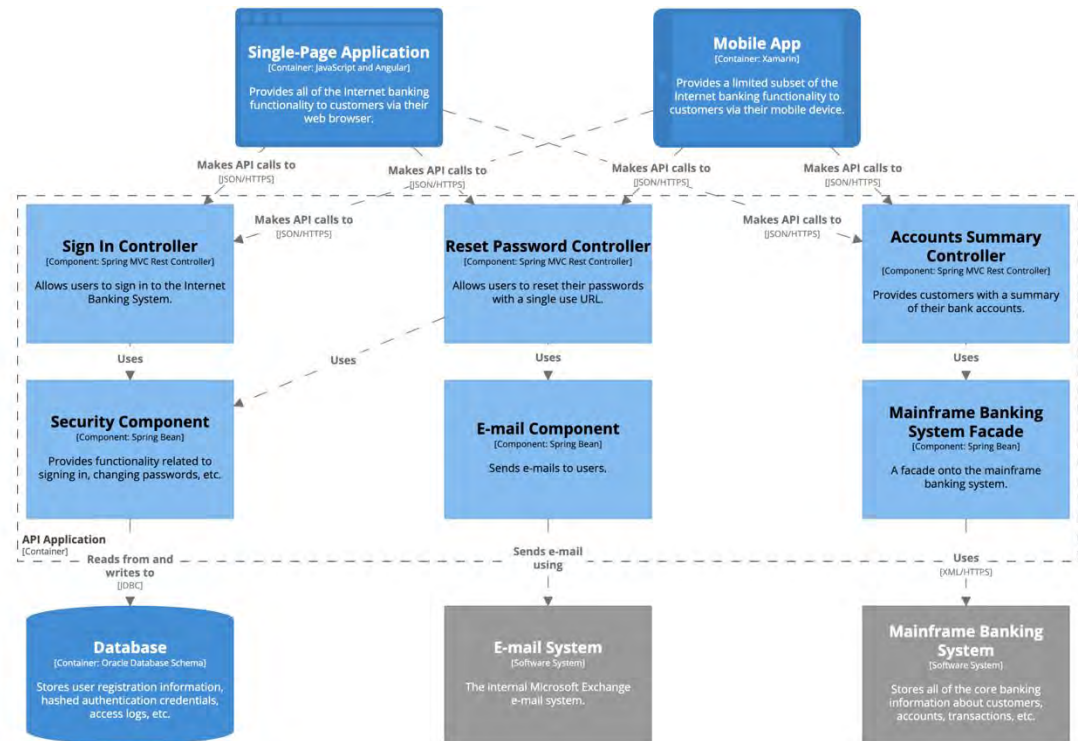 Single-Page Application
[Container: JavaScript and Angular]
Provides all of the Internet banking
functionality to customers via their
web browser.
Mobile App
[Container: Xamarin]
Provides a limited subset of the
Internet banking functionality to
customers via their mobile device.
Makes API calls to
[JSON/HTTPS]
Makes API calls to
[JSON/HTTPS]
Makes API calls to
[JSON/HTTPS]
Makes API calls to
[JSON/HTTPS]
Makes API calls to
[JSON/HTTPS]
Makes API calls to
[JSON/HTTPS]
Sign In Controller
[Component: Spring MVC Rest Controller]
Allows users to sign in to the Internet
Banking System.
Reset Password Controller
[Component: Spring MVC Rest Controller]
Allows users to reset their passwords
with a single use URL.
Accounts Summary
Controller
[Component: Spring MVC Rest Controller]
Provides customers with a summary
of their bank accounts.
Uses
Uses
Uses
Uses
Security Component
[Component: Spring Bean]
Provides functionality related to
signing in, changing passwords, etc.
E-mail Component
[Component: Spring Bean]
Sends e-mails to users.
Mainframe Banking
System Facade
[Component: Spring Bean]
A facade onto the mainframe
banking system.
API Application
[Container]
Reads from and
writes to
[JDBC]
Sends e-mail
using
Uses
[XML/HTTPS]
Database
[Container: Oracle Database Schema]
Stores user registration information,
hashed authentication credentials,
access logs, etc.
E-mail System
[Software System]
The internal Microsoft Exchange
e-mail system.
Mainframe Banking
System
[Software System]
Stores all of the core banking
information about customers,
accounts, transactions, etc.